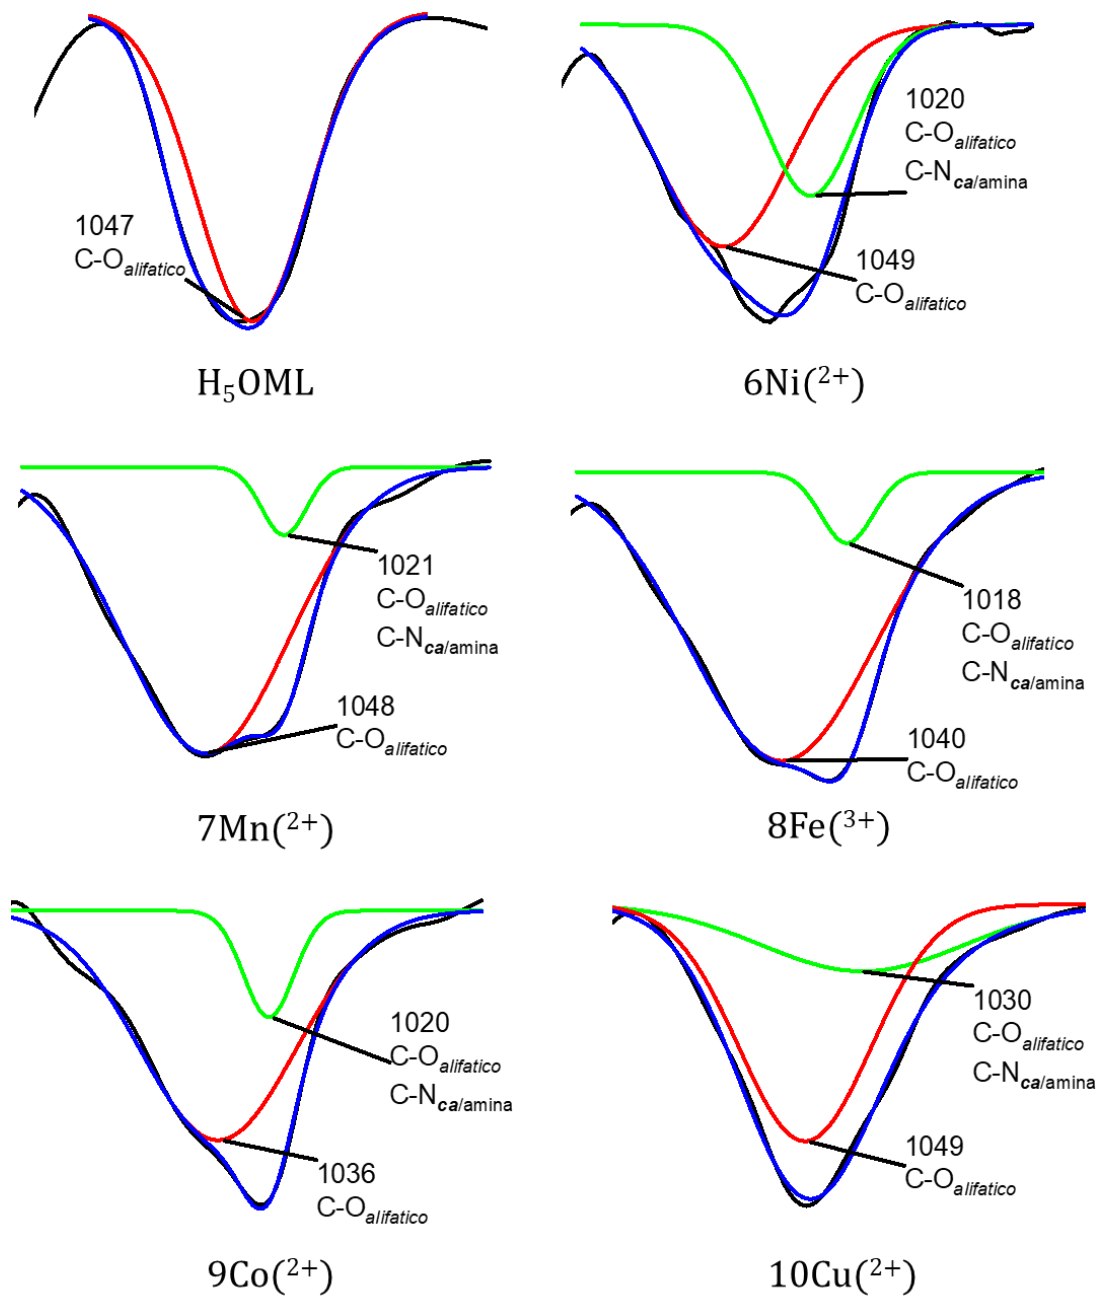 1047
C-Oalifatico
H₅OML
1020
C-Oalifatico
C-Nca/amina
1049
C-Oalifatico
6Ni(²⁺)
1021
C-Oalifatico
C-Nca/amina
1048
C-Oalifatico
7Mn(²⁺)
1018
C-Oalifatico
C-Nca/amina
1040
C-Oalifatico
8Fe(³⁺)
1020
C-Oalifatico
C-Nca/amina
1036
C-Oalifatico
9Co(²⁺)
1030
C-Oalifatico
C-Nca/amina
1049
C-Oalifatico
10Cu(²⁺)